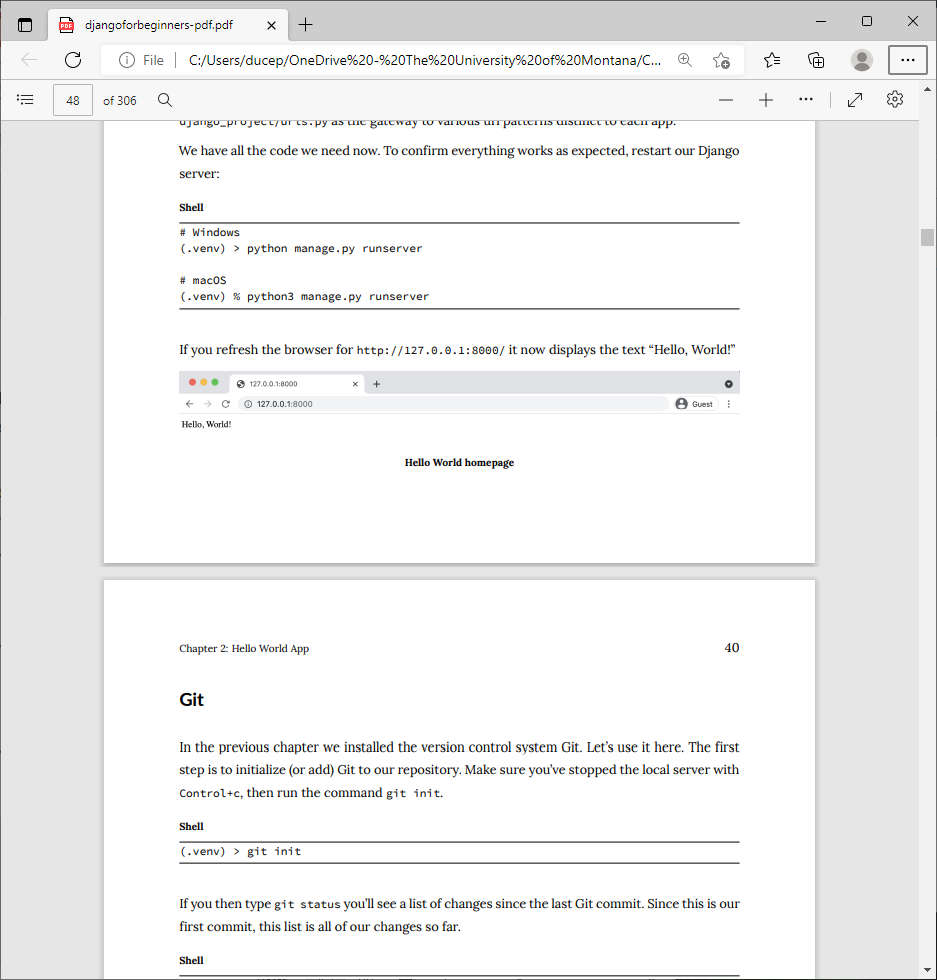 djangoforbeginners-pdf.pdf
File
C:/Users/ducep/OneDrive%20-%20The%20University%20of%20Montana/C...
48 of 306
django_project/urls.py as the gateway to various url patterns distinct to each app.
We have all the code we need now. To confirm everything works as expected, restart our Django
server:
Shell
# Windows
(.venv) > python manage.py runserver
# macOS
(.venv) % python3 manage.py runserver
If you refresh the browser for http://127.0.0.1:8000/ it now displays the text “Hello, World!”
127.0.0.1:8000
127.0.0.1:8000
Guest
Hello, World!
Hello World homepage
Chapter 2: Hello World App 40
Git
In the previous chapter we installed the version control system Git. Let’s use it here. The first
step is to initialize (or add) Git to our repository. Make sure you’ve stopped the local server with
Control+c, then run the command git init.
Shell
(.venv) > git init
If you then type git status you’ll see a list of changes since the last Git commit. Since this is our
first commit, this list is all of our changes so far.
Shell